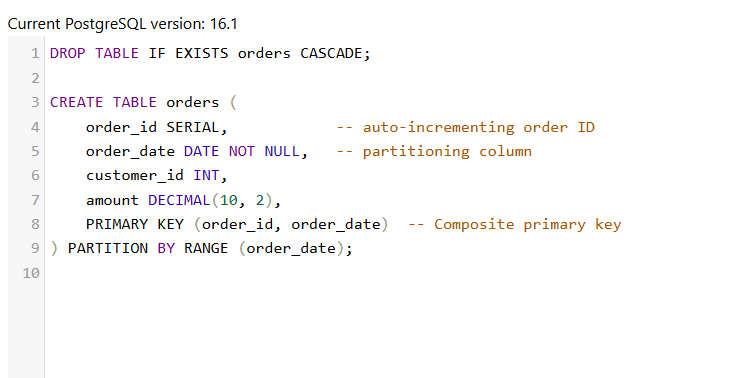 Current PostgreSQL version: 16.1
1 DROP TABLE IF EXISTS orders CASCADE;
2
3 CREATE TABLE orders (
4     order_id SERIAL,            -- auto-incrementing order ID
5     order_date DATE NOT NULL,   -- partitioning column
6     customer_id INT,
7     amount DECIMAL(10, 2),
8     PRIMARY KEY (order_id, order_date)  -- Composite primary key
9 ) PARTITION BY RANGE (order_date);
10